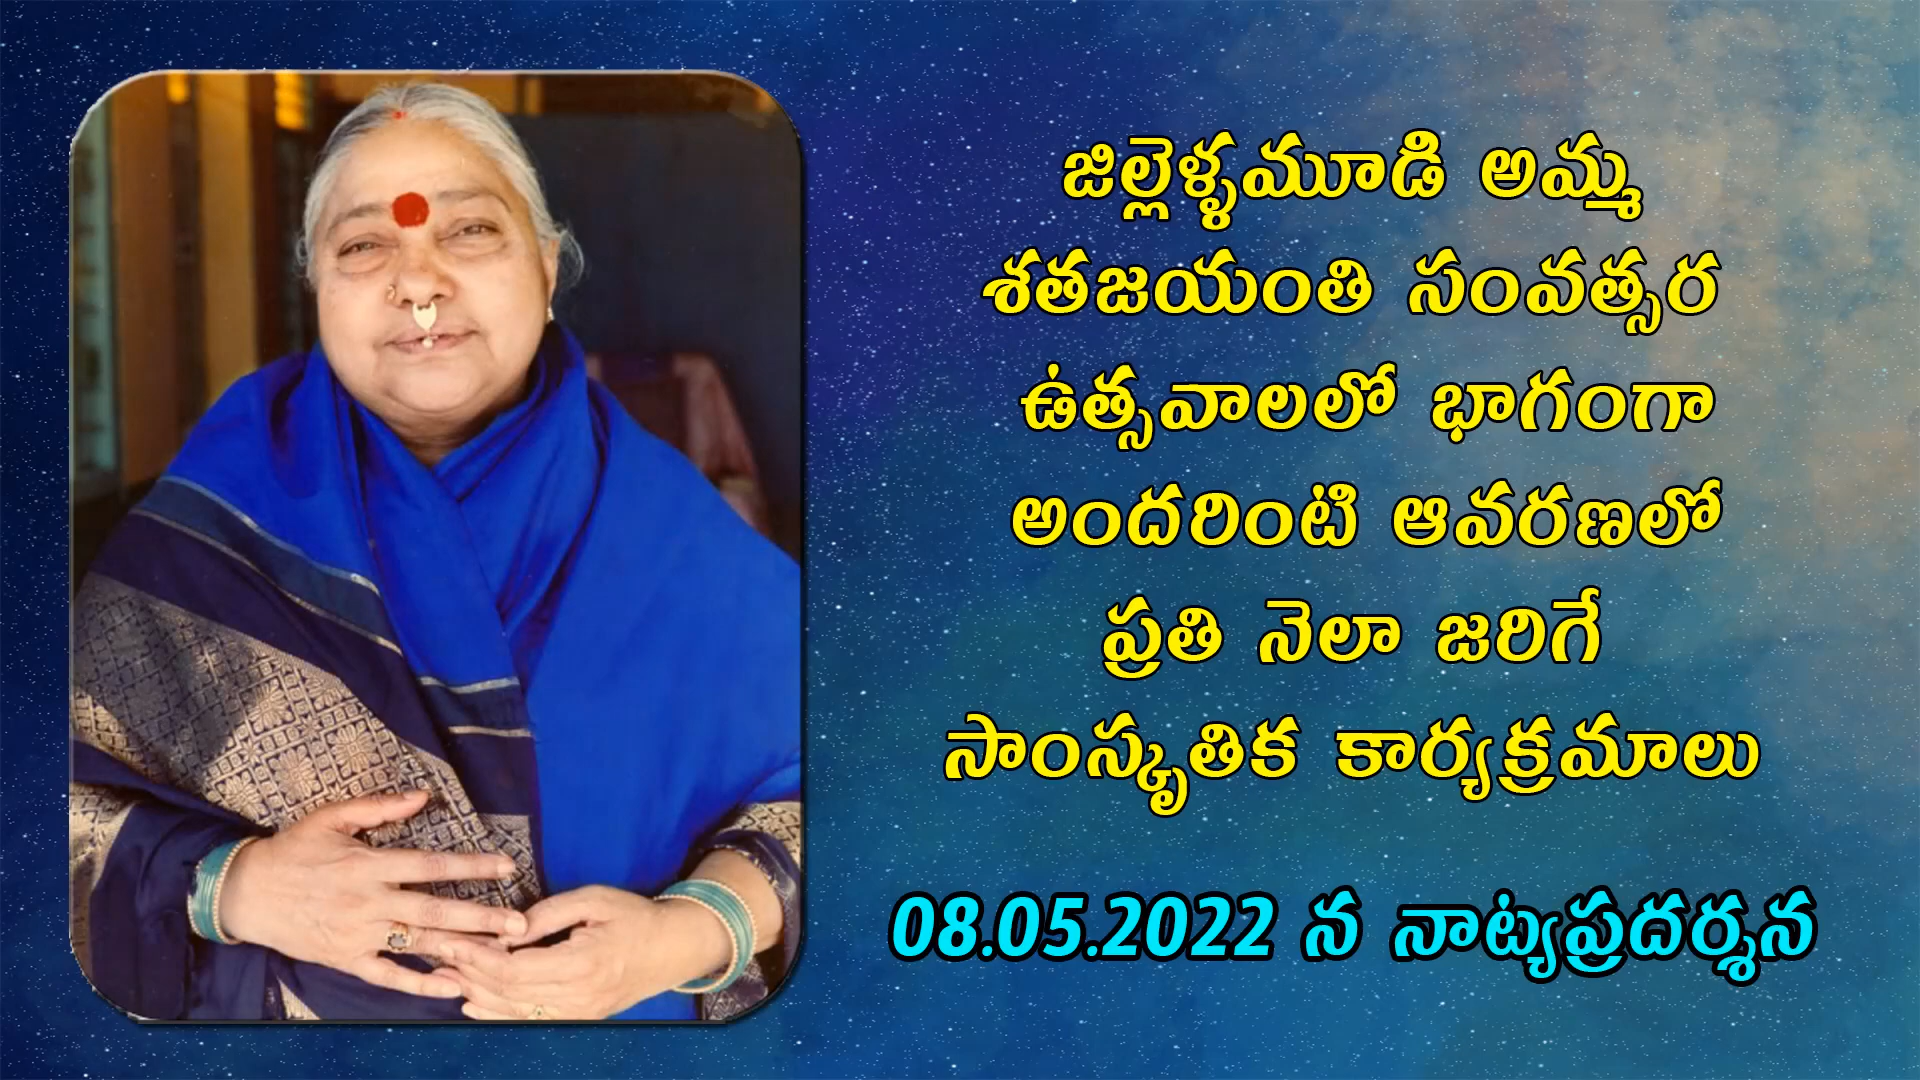 జిల్లెళ్ళమూడి అమ్మ
శతజయంతి సంవత్సర
ఉత్సవాలలో భాగంగా
అందరింటి ఆవరణలో
ప్రతి నెలా జరిగే
సాంస్కృతిక కార్యక్రమాలు
08.05.2022 న నాట్యప్రదర్శన